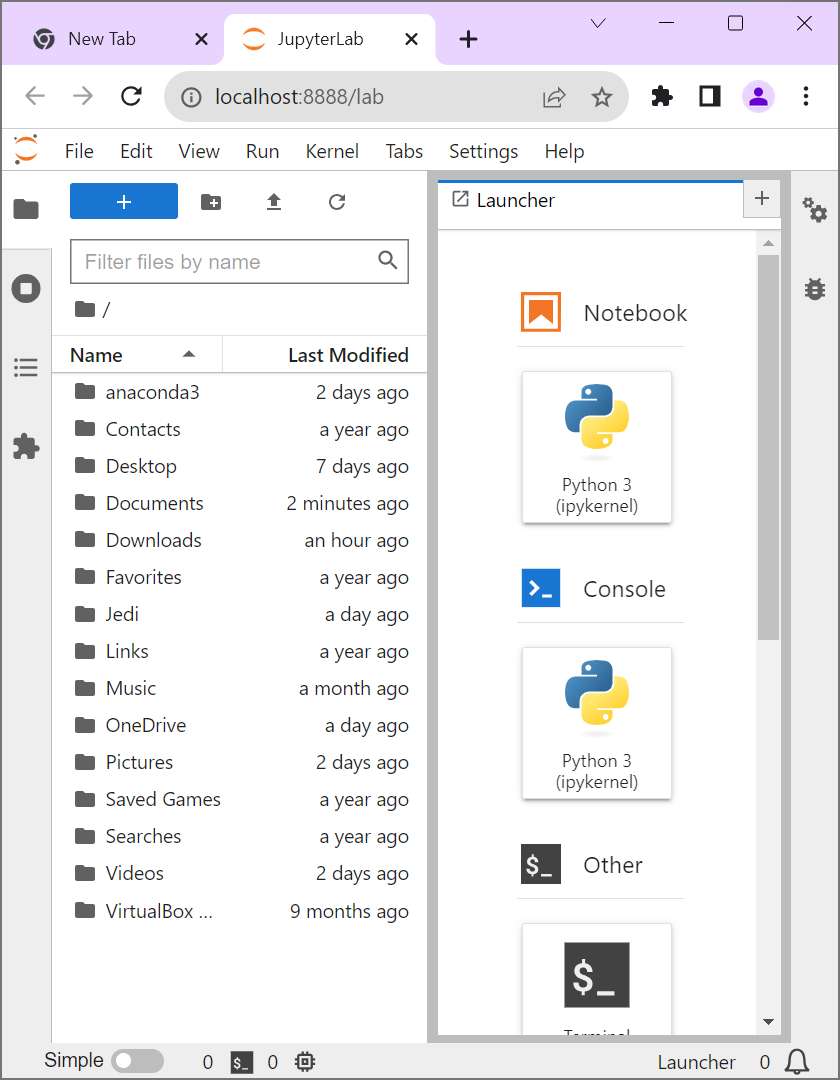 New Tab
JupyterLab
localhost:8888/lab
File Edit View Run Kernel Tabs Settings Help
Filter files by name
/
Name Last Modified
anaconda3 2 days ago
Contacts a year ago
Desktop 7 days ago
Documents 2 minutes ago
Downloads an hour ago
Favorites a year ago
Jedi a day ago
Links a year ago
Music a month ago
OneDrive a day ago
Pictures 2 days ago
Saved Games a year ago
Searches a year ago
Videos 2 days ago
VirtualBox ... 9 months ago
Launcher
Notebook
Python 3
(ipykernel)
Console
Python 3
(ipykernel)
$_ Other
$_
Terminal
Simple 0 $_ 0 Launcher 0